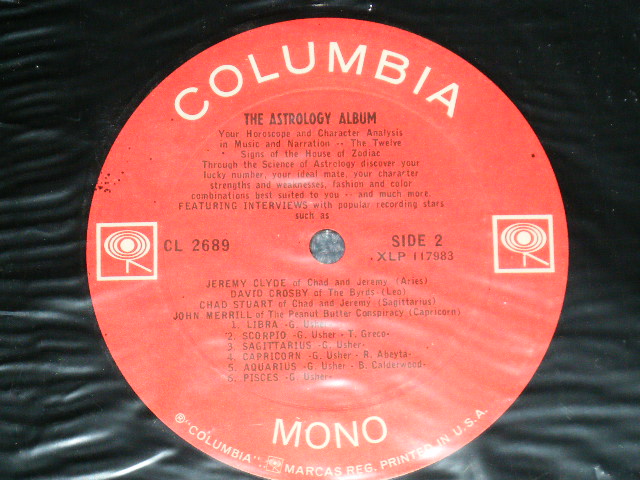 COLUMBIA
THE ASTROLOGY ALBUM
Your Horoscope and Character Analysis
in Music and Narration -- The Twelve
Signs of the House of Zodiac
Through the Science of Astrology discover your
lucky number, your ideal mate, your character
strengths and weaknesses, fashion and color
combinations best suited to you -- and much more.
FEATURING INTERVIEWS with popular recording stars
such as
CL 2689
SIDE 2
XLP 117983
JEREMY CLYDE of Chad and Jeremy (Aries)
DAVID CROSBY of The Byrds (Leo)
CHAD STUART of Chad and Jeremy (Sagittarius)
JOHN MERRILL of The Peanut Butter Conspiracy (Capricorn)
1. LIBRA -G. Usher-
2. SCORPIO -G. Usher - T. Greco-
3. SAGITTARIUS -G. Usher-
4. CAPRICORN -G. Usher - R. Abeyta-
5. AQUARIUS -G. Usher - B. Calderwood-
6. PISCES -G. Usher-
MONO
® "COLUMBIA" MARCAS REG. PRINTED IN U.S.A.